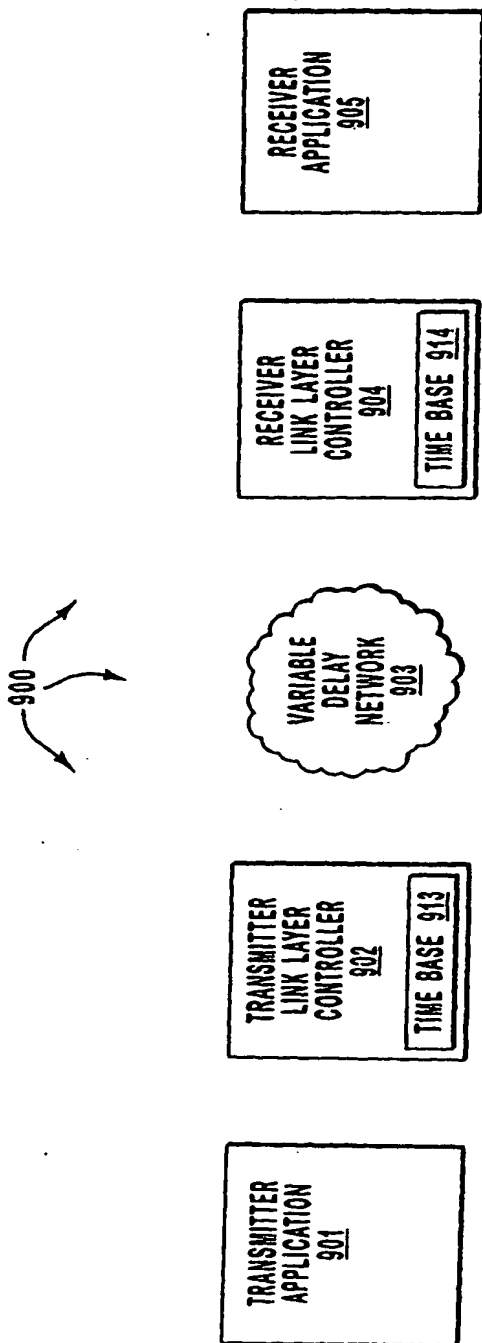 900
TRANSMITTER
APPLICATION
901
TRANSMITTER
LINK LAYER
CONTROLLER
902
TIME BASE 913
VARIABLE
DELAY
NETWORK
903
RECEIVER
LINK LAYER
CONTROLLER
904
TIME BASE 914
RECEIVER
APPLICATION
905